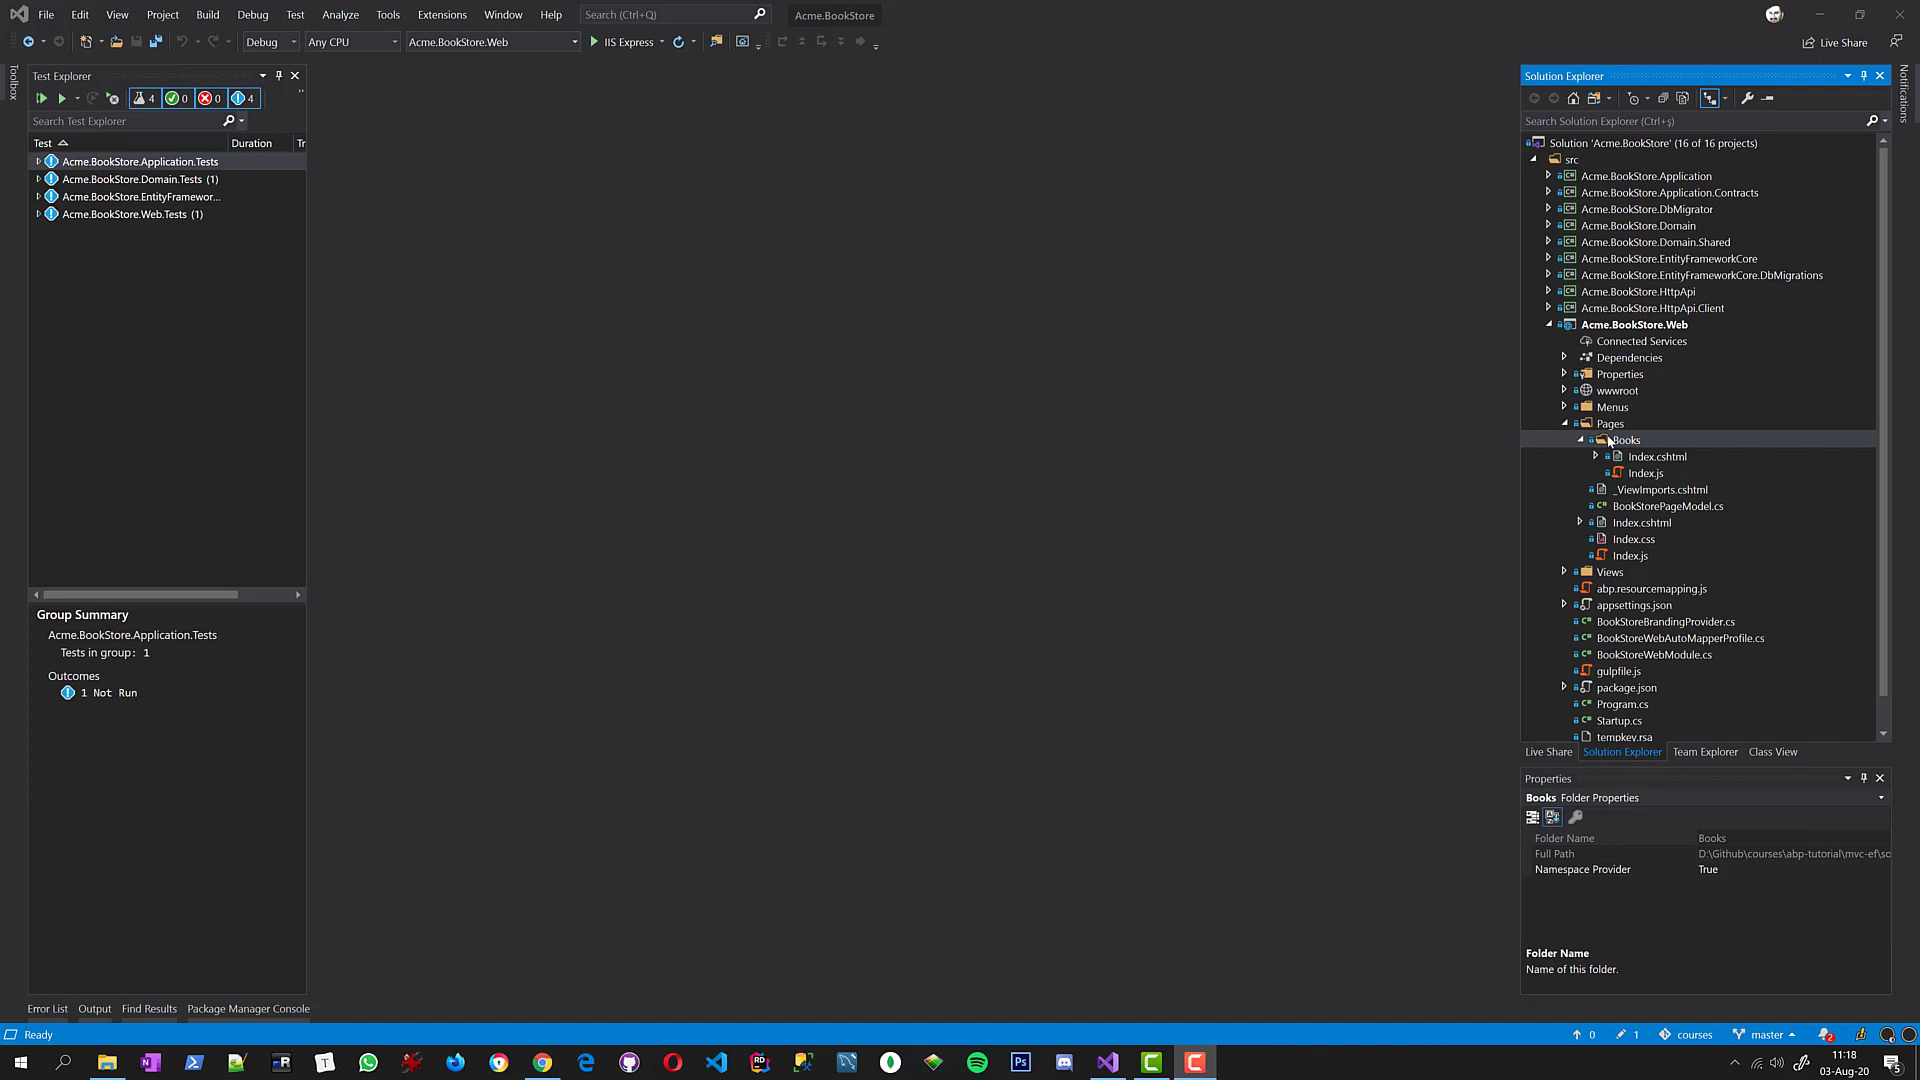 File Edit View Project Build Debug Test Analyze Tools Extensions Window Help Search (Ctrl+Q) Acme.BookStore
Debug Any CPU Acme.BookStore.Web IIS Express Live Share
Toolbox
Test Explorer
4 0 0 4
Search Test Explorer
Test Duration Tr
Acme.BookStore.Application.Tests
Acme.BookStore.Domain.Tests (1)
Acme.BookStore.EntityFramewor...
Acme.BookStore.Web.Tests (1)
Group Summary
Acme.BookStore.Application.Tests
Tests in group: 1
Outcomes
1 Not Run
Solution Explorer
Search Solution Explorer (Ctrl+ş)
Solution 'Acme.BookStore' (16 of 16 projects)
src
Acme.BookStore.Application
Acme.BookStore.Application.Contracts
Acme.BookStore.DbMigrator
Acme.BookStore.Domain
Acme.BookStore.Domain.Shared
Acme.BookStore.EntityFrameworkCore
Acme.BookStore.EntityFrameworkCore.DbMigrations
Acme.BookStore.HttpApi
Acme.BookStore.HttpApi.Client
Acme.BookStore.Web
Connected Services
Dependencies
Properties
wwwroot
Menus
Pages
Books
Index.cshtml
Index.js
_ViewImports.cshtml
BookStorePageModel.cs
Index.cshtml
Index.css
Index.js
Views
abp.resourcemapping.js
appsettings.json
BookStoreBrandingProvider.cs
BookStoreWebAutoMapperProfile.cs
BookStoreWebModule.cs
gulpfile.js
package.json
Program.cs
Startup.cs
tempkey.rsa
Live Share Solution Explorer Team Explorer Class View
Notifications
Properties
Books Folder Properties
Folder Name Books
Full Path D:\Github\courses\abp-tutorial\mvc-ef\sc
Namespace Provider True
Folder Name
Name of this folder.
Error List Output Find Results Package Manager Console
Ready 0 1 courses master 2
11:18
03-Aug-20
5